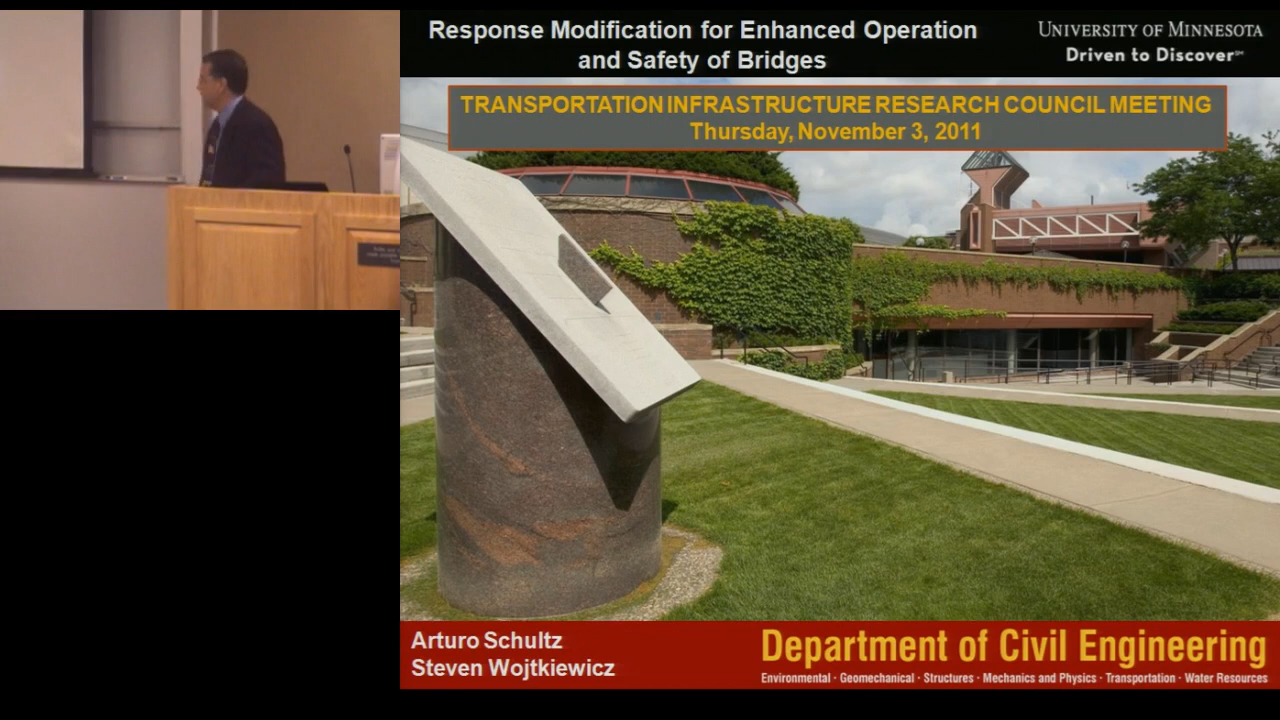 Response Modification for Enhanced Operation
and Safety of Bridges
UNIVERSITY OF MINNESOTA
Driven to Discover℠
TRANSPORTATION INFRASTRUCTURE RESEARCH COUNCIL MEETING
Thursday, November 3, 2011
Arturo Schultz
Steven Wojtkiewicz
Department of Civil Engineering
Environmental · Geomechanical · Structures · Mechanics and Physics · Transportation · Water Resources